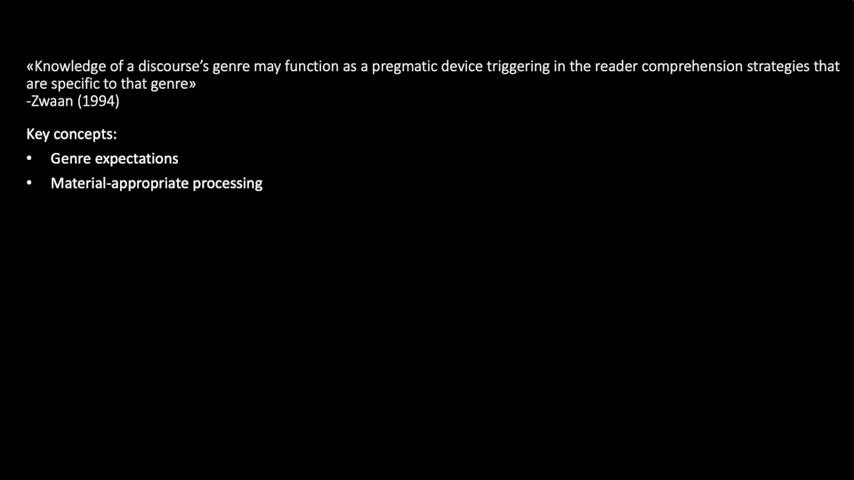 «Knowledge of a discourse’s genre may function as a pregmatic device triggering in the reader comprehension strategies that
are specific to that genre»
-Zwaan (1994)
Key concepts:
• Genre expectations
• Material-appropriate processing